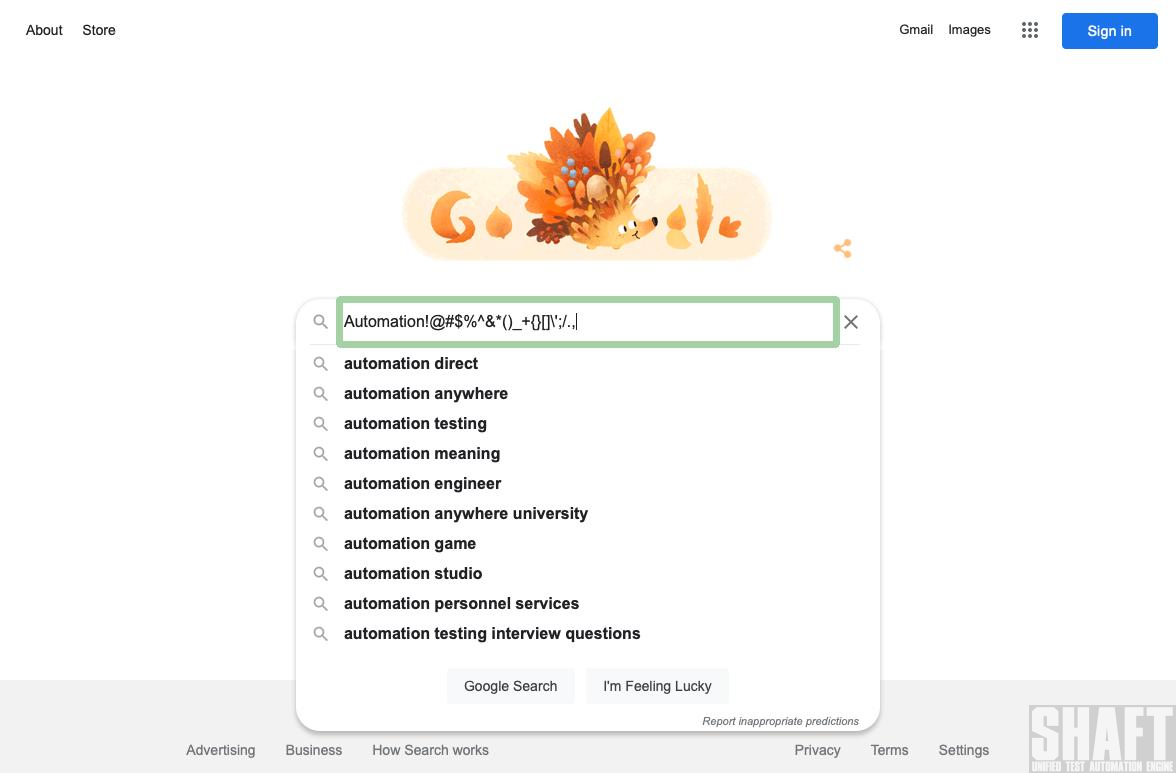 About Store Gmail Images Sign in
Google
Automation!@#$%^&*()_+{}[]\';/.,
automation direct
automation anywhere
automation testing
automation meaning
automation engineer
automation anywhere university
automation game
automation studio
automation personnel services
automation testing interview questions
Google Search I'm Feeling Lucky
Report inappropriate predictions
Advertising Business How Search works Privacy Terms Settings
SHAFT
UNIFIED TEST AUTOMATION ENGINE